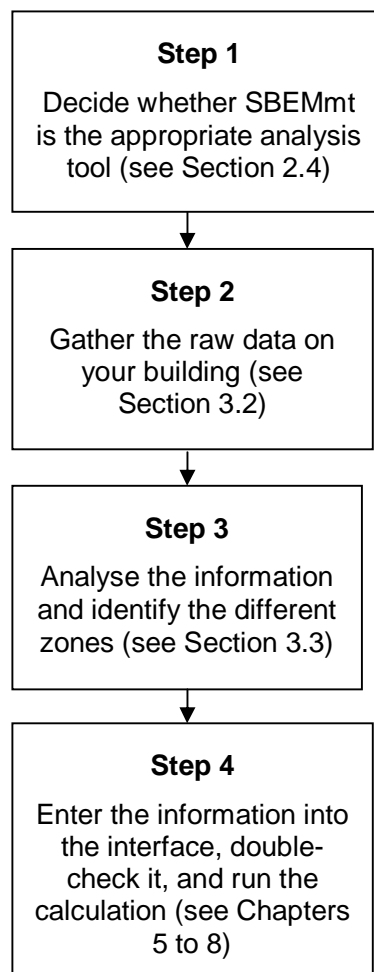 Step 1
Decide whether SBEMmt
is the appropriate analysis
tool (see Section 2.4)
Step 2
Gather the raw data on
your building (see
Section 3.2)
Step 3
Analyse the information
and identify the different
zones (see Section 3.3)
Step 4
Enter the information into
the interface, double-
check it, and run the
calculation (see Chapters
5 to 8)